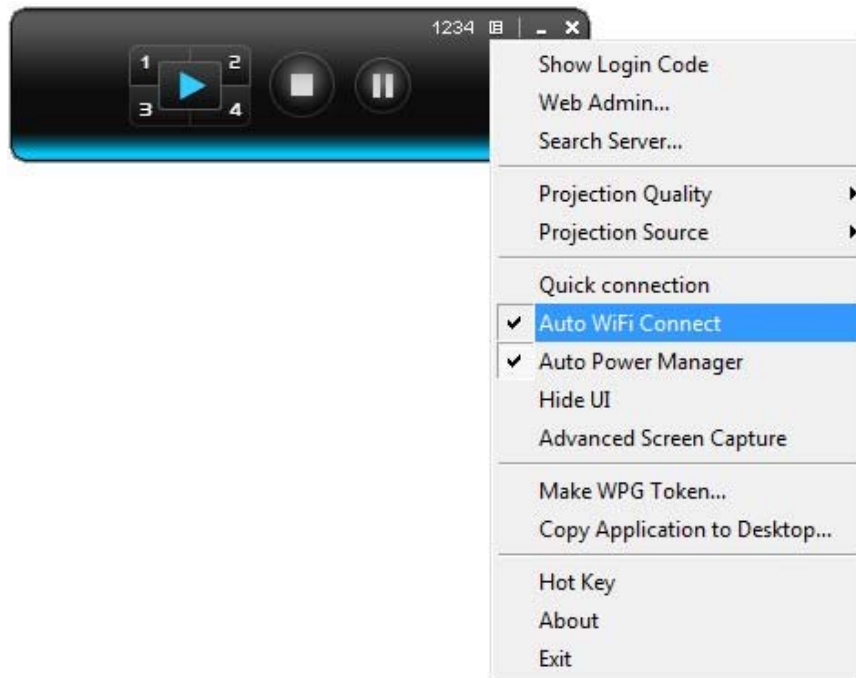 1234
1 2
3 4
Show Login Code
Web Admin...
Search Server...
Projection Quality
Projection Source
Quick connection
Auto WiFi Connect
Auto Power Manager
Hide UI
Advanced Screen Capture
Make WPG Token...
Copy Application to Desktop...
Hot Key
About
Exit